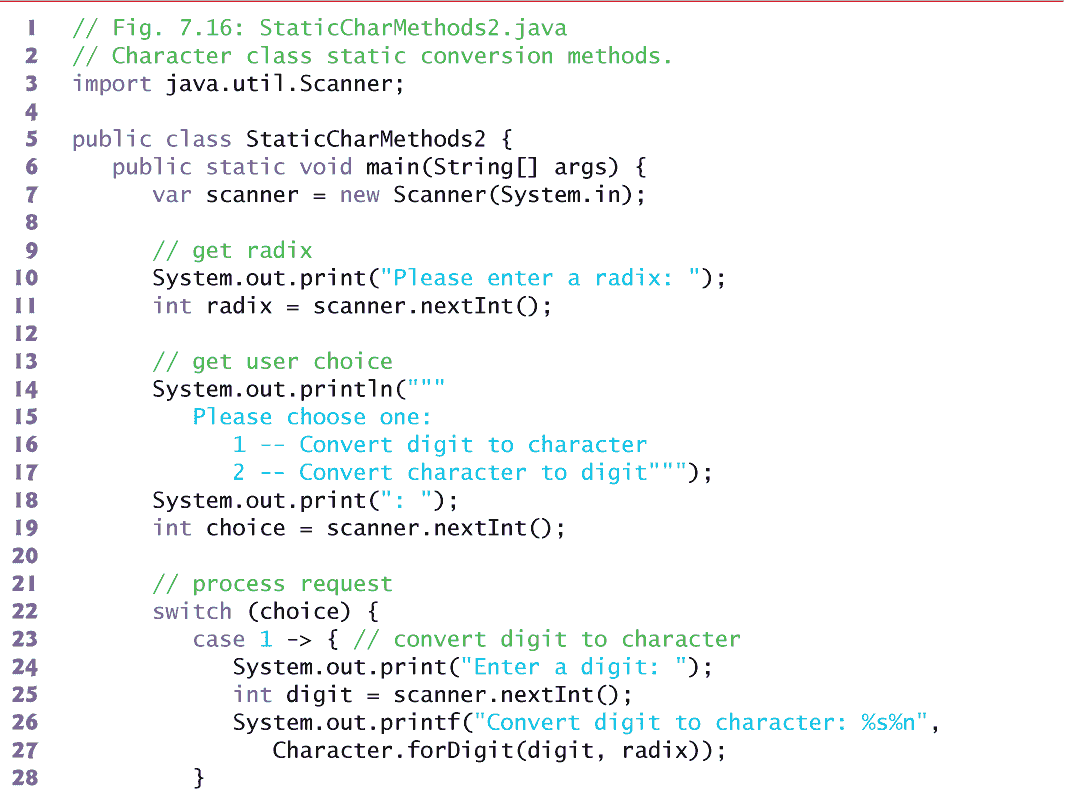 1 // Fig. 7.16: StaticCharMethods2.java
2 // Character class static conversion methods.
3 import java.util.Scanner;
4
5 public class StaticCharMethods2 {
6    public static void main(String[] args) {
7       var scanner = new Scanner(System.in);
8
9       // get radix
10       System.out.print("Please enter a radix: ");
11       int radix = scanner.nextInt();
12
13       // get user choice
14       System.out.println("""
15          Please choose one:
16             1 -- Convert digit to character
17             2 -- Convert character to digit""");
18       System.out.print(": ");
19       int choice = scanner.nextInt();
20
21       // process request
22       switch (choice) {
23          case 1 -> { // convert digit to character
24             System.out.print("Enter a digit: ");
25             int digit = scanner.nextInt();
26             System.out.printf("Convert digit to character: %s%n",
27                Character.forDigit(digit, radix));
28          }